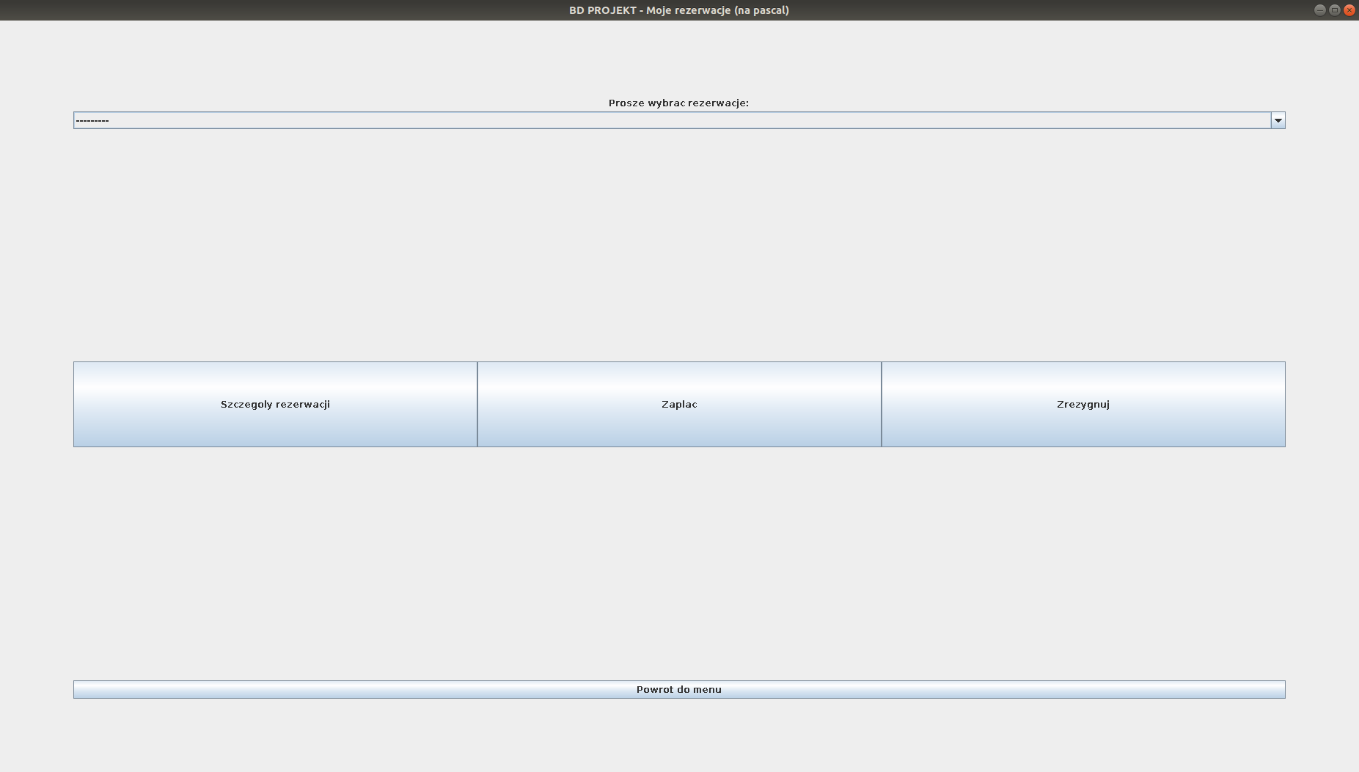 BD PROJEKT - Moje rezerwacje (na pascal)
Prosze wybrac rezerwacje:
---------
Szczegoly rezerwacji
Zaplac
Zrezygnuj
Powrot do menu